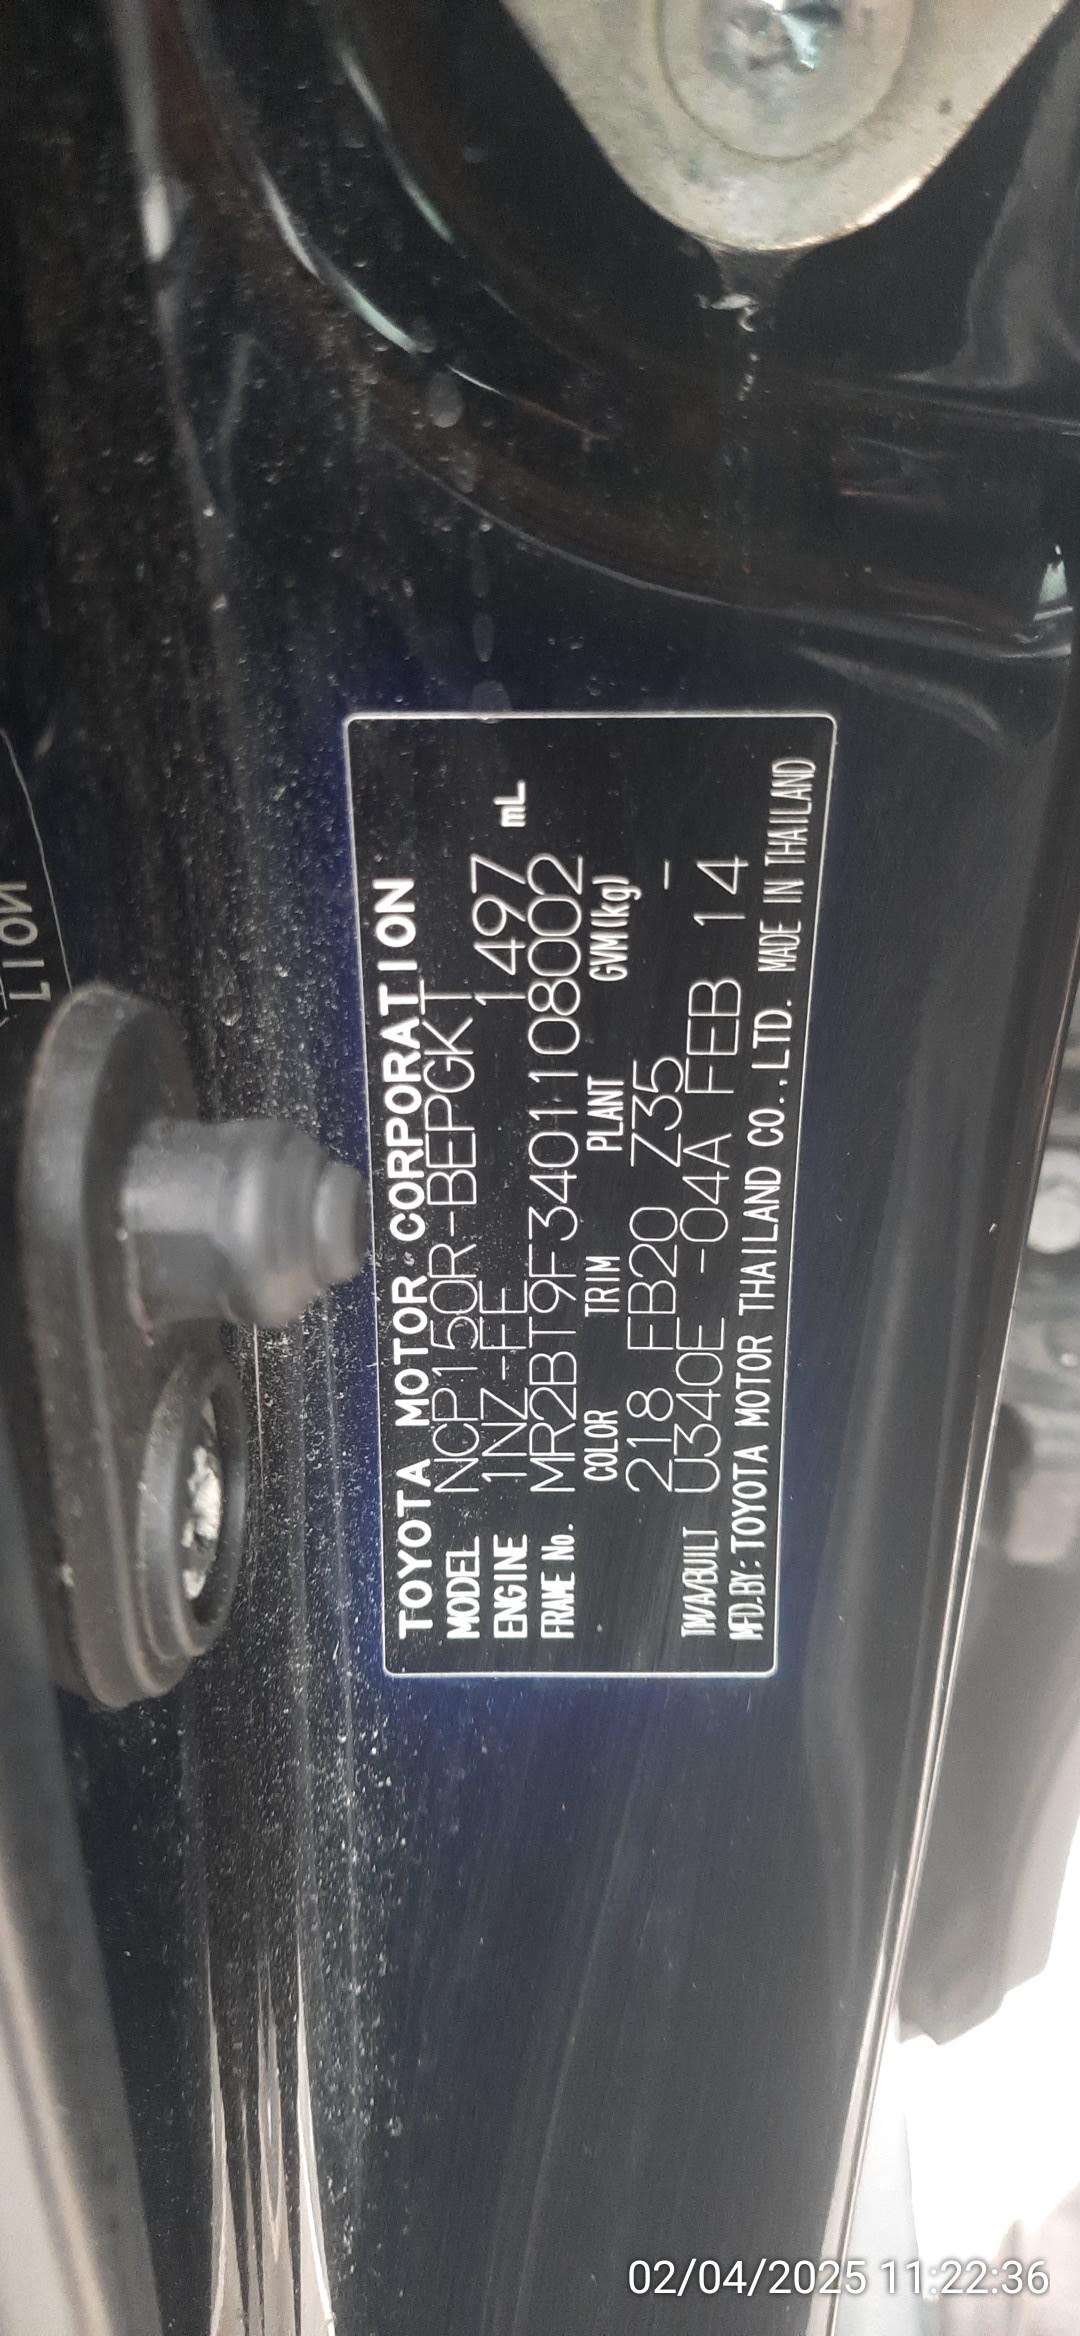 TOYOTA MOTOR CORPORATION
MODEL NCP150R-BEPGKT
ENGINE 1NZ-FE 1497 mL
FRAME No. MR2BT9F3401108002
COLOR TRIM PLANT GVM(kg)
218 FB20 Z35 -
TM/A/BUILT U340E -04A FEB 14
MFD.BY:TOYOTA MOTOR THAILAND CO.,LTD. MADE IN THAILAND
02/04/2025 11:22:36